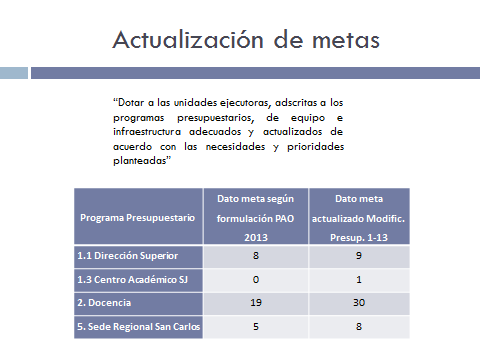 Actualización de metas
“Dotar a las unidades ejecutoras, adscritas a los
programas presupuestarios, de equipo e
infraestructura adecuados y actualizados de
acuerdo con las necesidades y prioridades
planteadas”
Programa Presupuestario
Dato meta según
formulación PAO
2013
Dato meta
actualizado Modific.
Presup. 1-13
1.1 Dirección Superior 8 9
1.3 Centro Académico SJ 0 1
2. Docencia 19 30
5. Sede Regional San Carlos 5 8